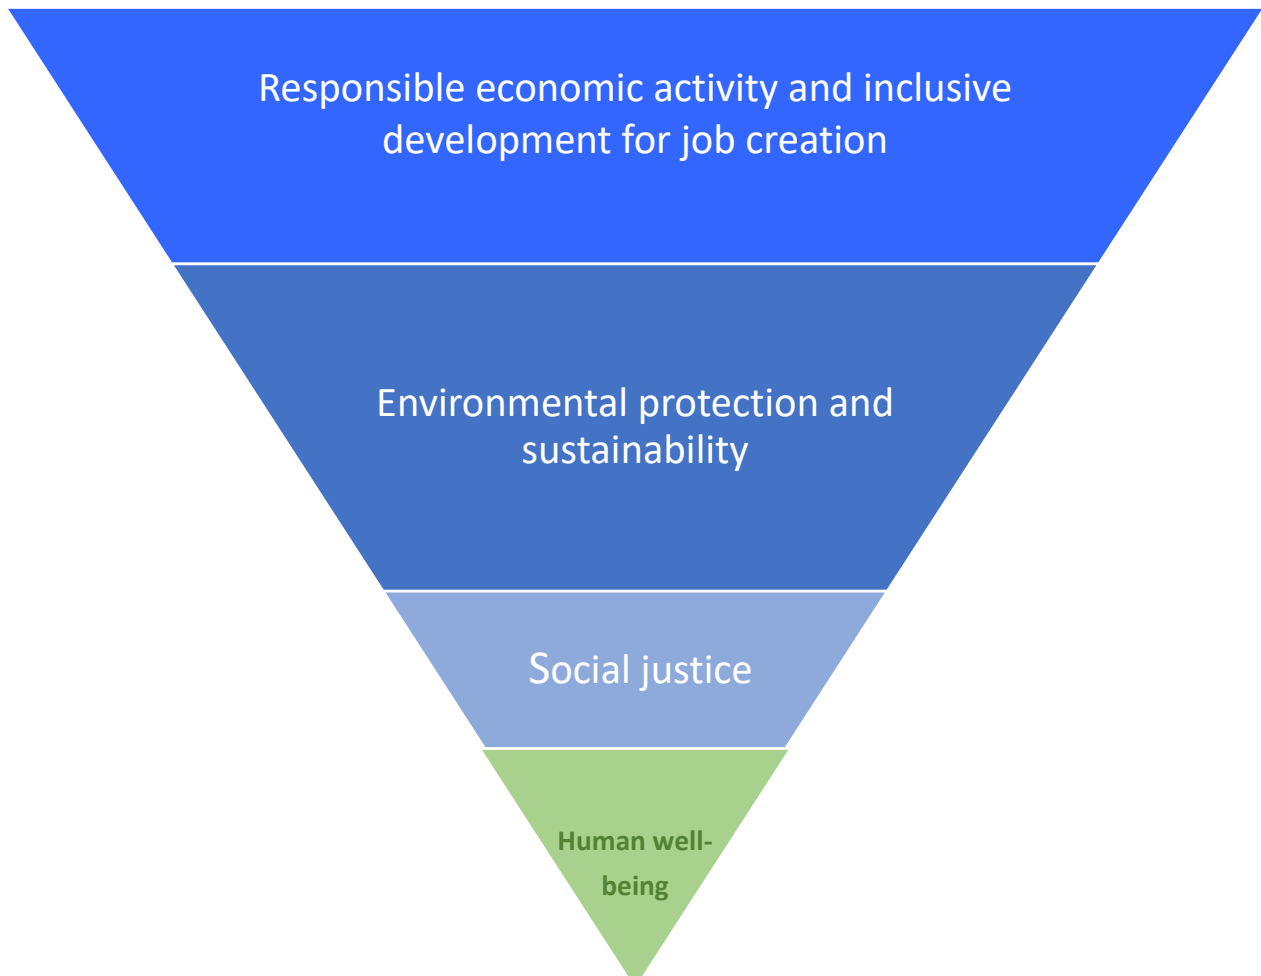 Responsible economic activity and inclusive
development for job creation
Environmental protection and
sustainability
Social justice
Human well-
being